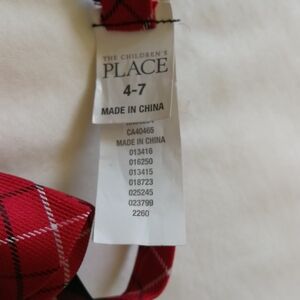 THE CHILDREN'S
PLACE
4-7
MADE IN CHINA
CA40465
MADE IN CHINA
013416
016250
013415
018723
025245
023799
2260